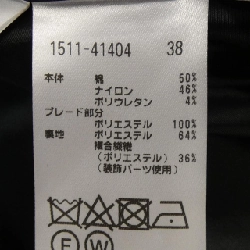 1511-41404 38
本体 綿 50%
ナイロン 46%
ポリウレタン 4%
ブレード部分
ポリエステル 100%
裏地 ポリエステル 64%
複合繊維
(ポリエステル) 36%
(装飾パーツ使用)
F W